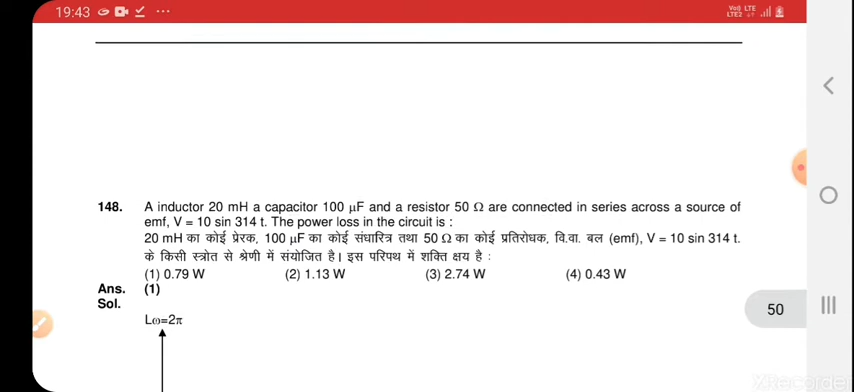 19:43
Vo)) LTE
LTE2
148. A inductor 20 mH a capacitor 100 μF and a resistor 50 Ω are connected in series across a source of
emf, V = 10 sin 314 t. The power loss in the circuit is :
20 mH का कोई प्रेरक, 100 μF का कोई संधारित्र तथा 50 Ω का कोई प्रतिरोधक, वि.वा. बल (emf), V = 10 sin 314 t.
के किसी स्त्रोत से श्रेणी में संयोजित है। इस परिपथ में शक्ति क्षय है :
(1) 0.79 W (2) 1.13 W (3) 2.74 W (4) 0.43 W
Ans. (1)
Sol.
50
Lω=2π
XRecorder